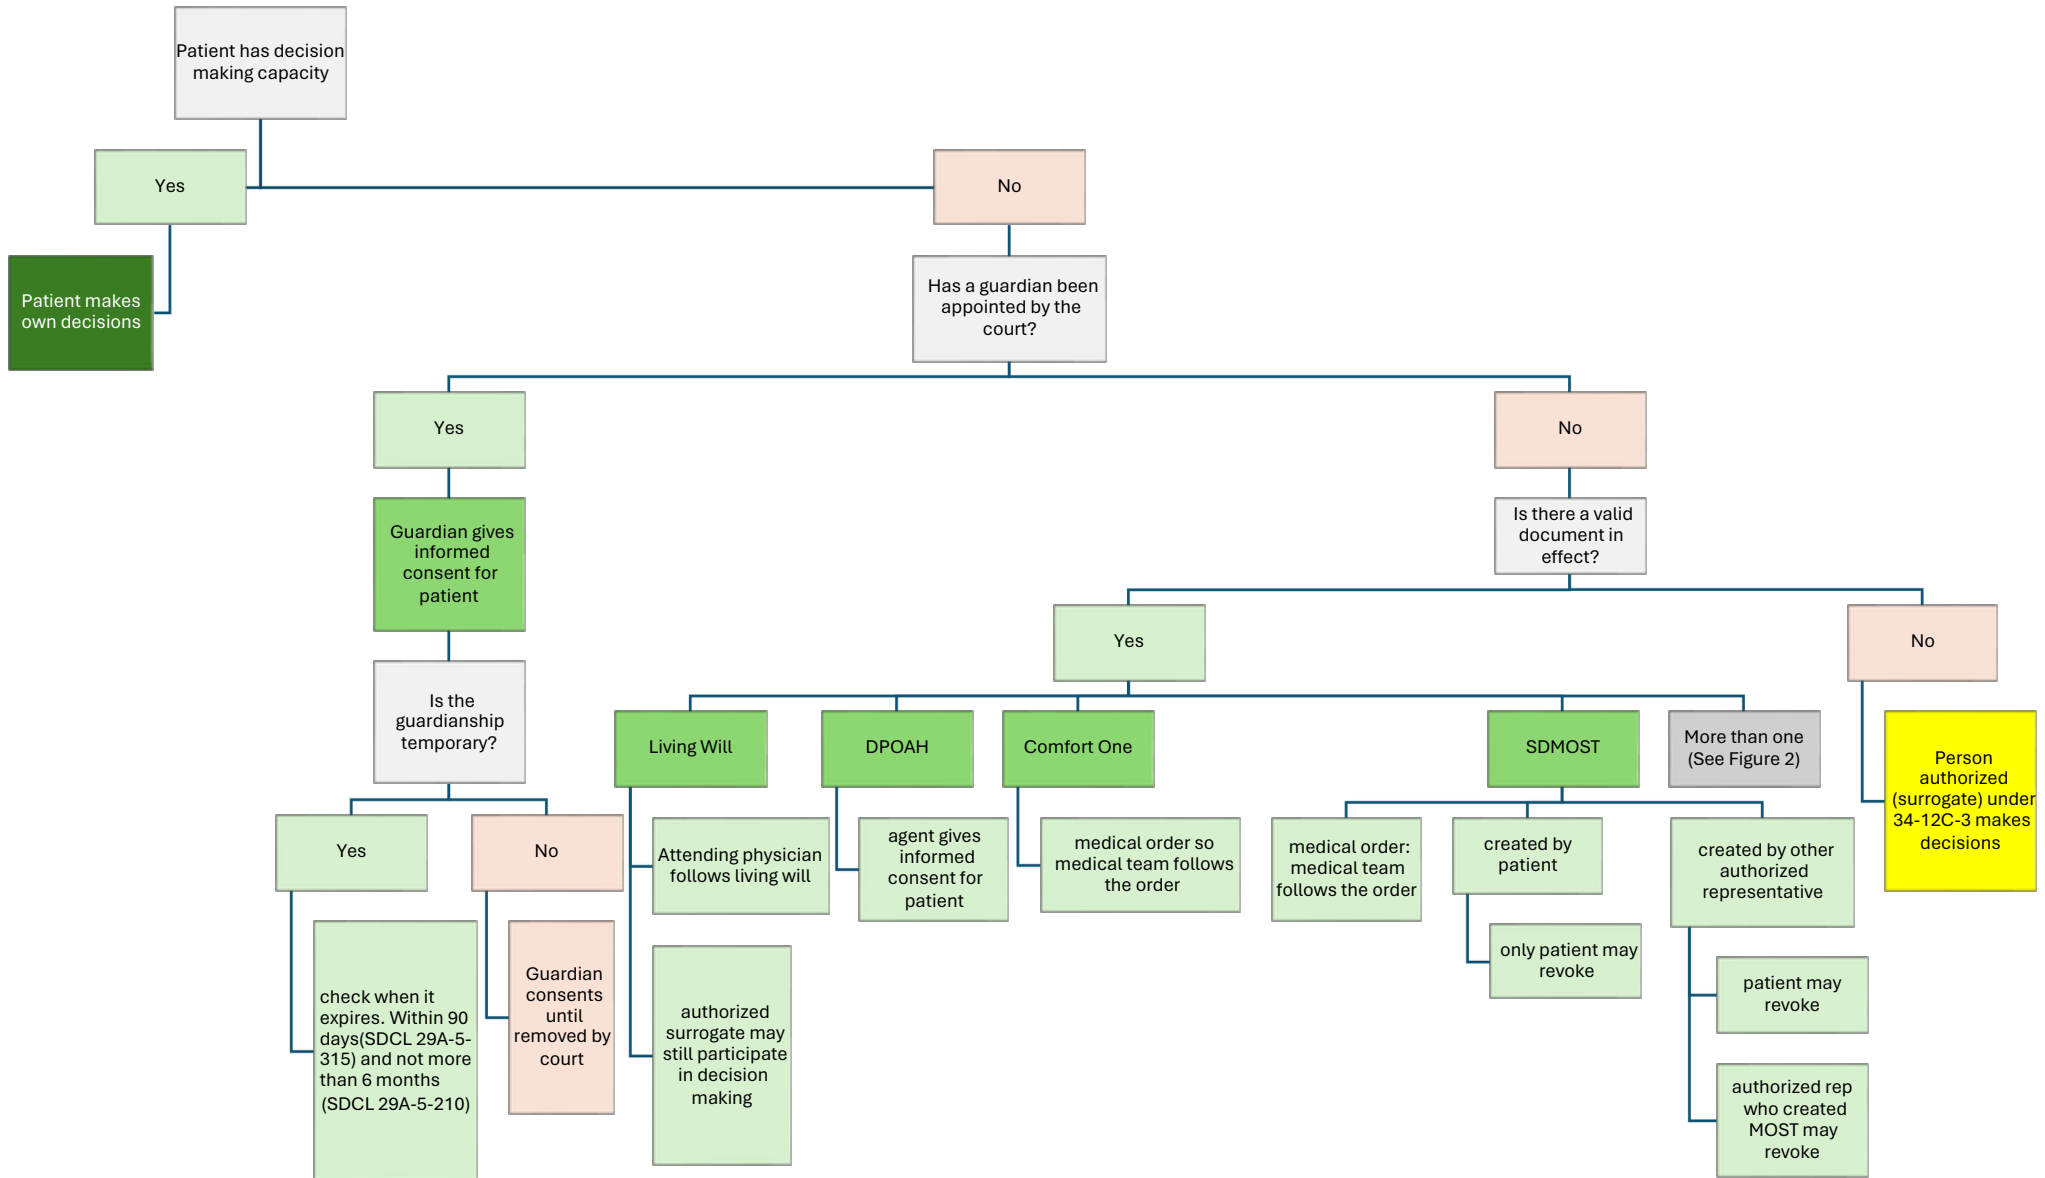 Patient has decision
making capacity
Yes
No
Patient makes
own decisions
Has a guardian been
appointed by the
court?
Yes
No
Guardian gives
informed
consent for
patient
Is there a valid
document in
effect?
Yes
No
Is the
guardianship
temporary?
Living Will
DPOAH
Comfort One
SDMOST
More than one
(See Figure 2)
Person
authorized
(surrogate) under
34-12C-3 makes
decisions
Yes
No
Attending physician
follows living will
agent gives
informed
consent for
patient
medical order so
medical team follows
the order
medical order:
medical team
follows the order
created by
patient
created by other
authorized
representative
check when it
expires. Within 90
days(SDCL 29A-5-
315) and not more
than 6 months
(SDCL 29A-5-210)
Guardian
consents
until
removed by
court
authorized
surrogate may
still participate
in decision
making
only patient may
revoke
patient may
revoke
authorized rep
who created
MOST may
revoke